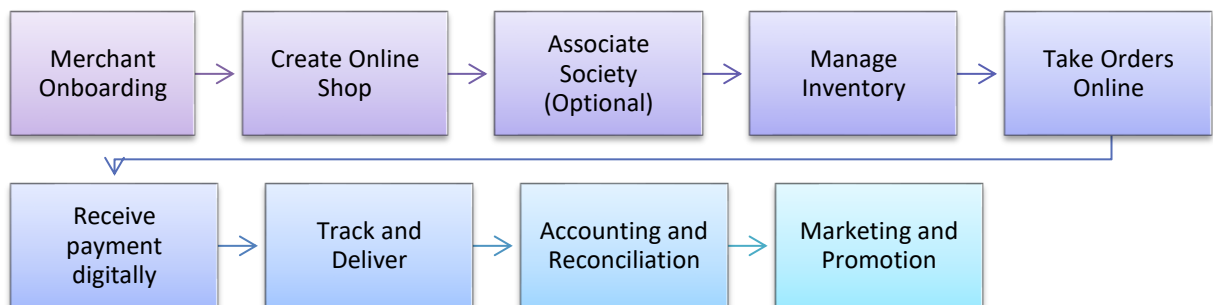 Merchant
Onboarding
Create Online
Shop
Associate
Society
(Optional)
Manage
Inventory
Take Orders
Online
Receive
payment
digitally
Track and
Deliver
Accounting and
Reconciliation
Marketing and
Promotion